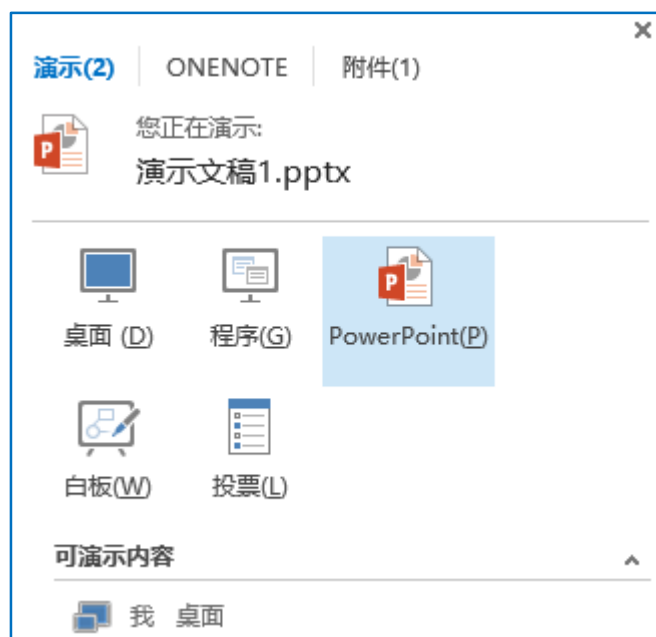 演示(2) ONENOTE 附件(1)
您正在演示:
演示文稿1.pptx
桌面 (D) 程序(G) PowerPoint(P)
白板(W) 投票(L)
可演示内容
我 桌面